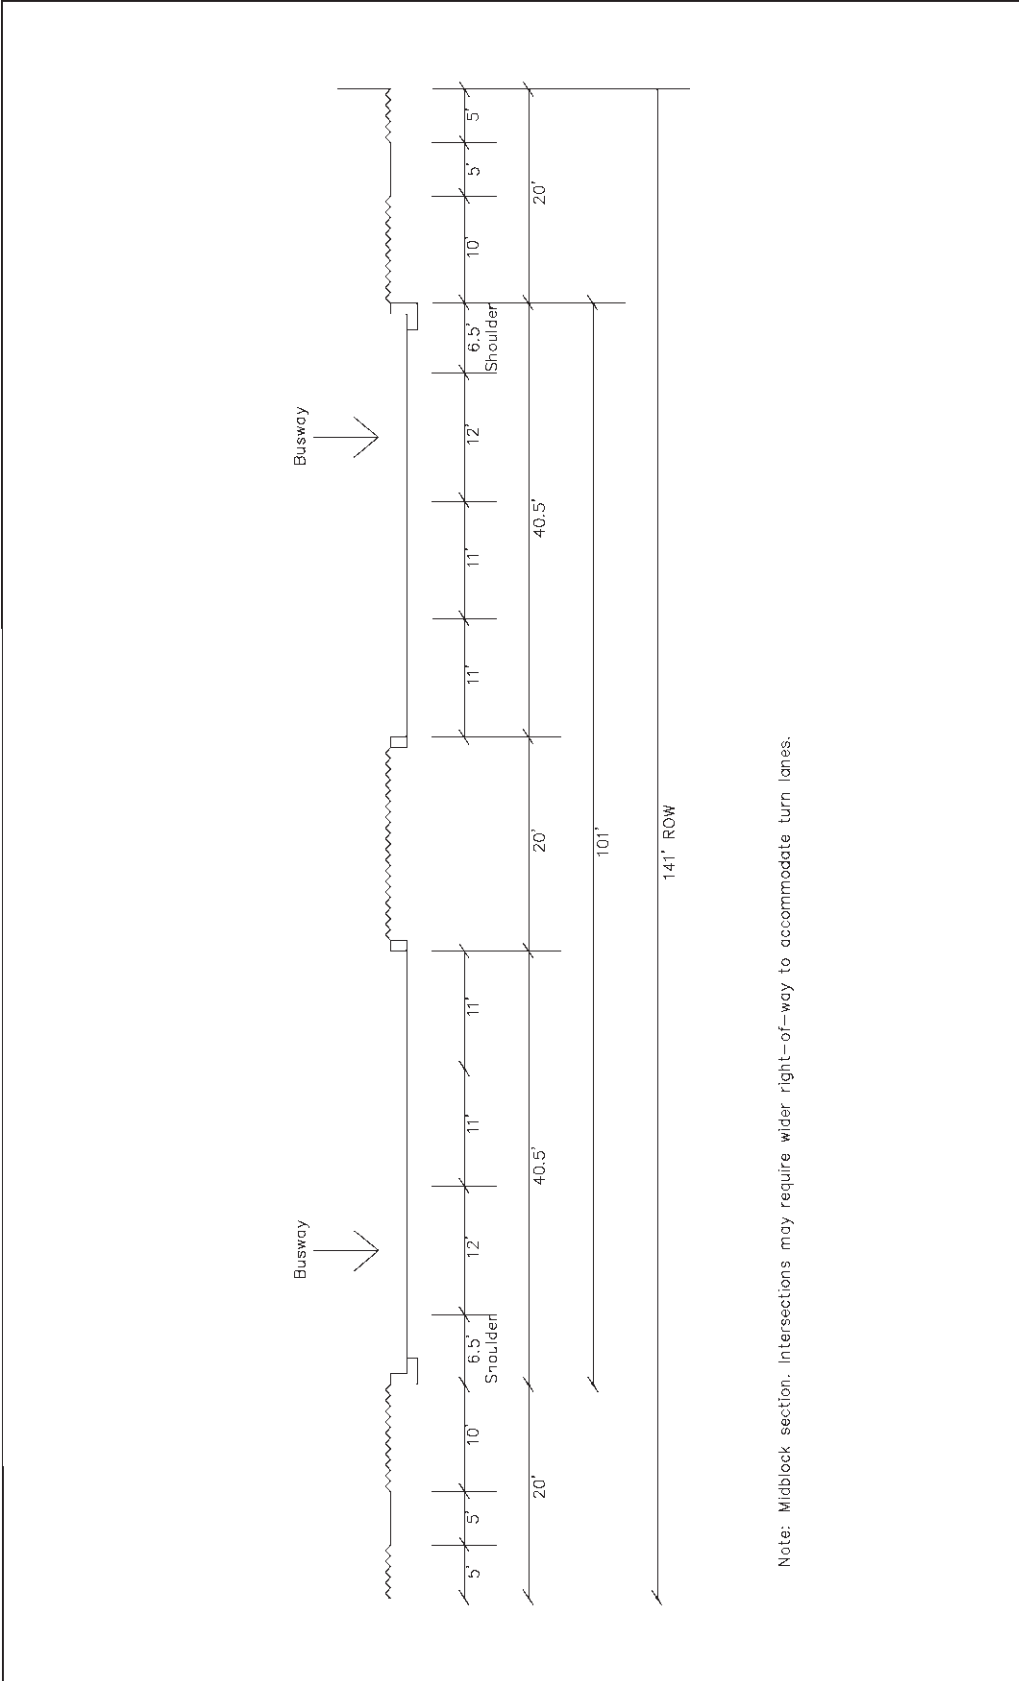 Busway Busway
5' 5' 10' 6.5' 12' 11' 11' 11' 11' 12' 6.5' 10' 5' 5'
Shoulder Shoulder
20' 40.5' 20' 40.5' 20'
101'
141' ROW
Note: Midblock section. Intersections may require wider right-of-way to accommodate turn lanes.